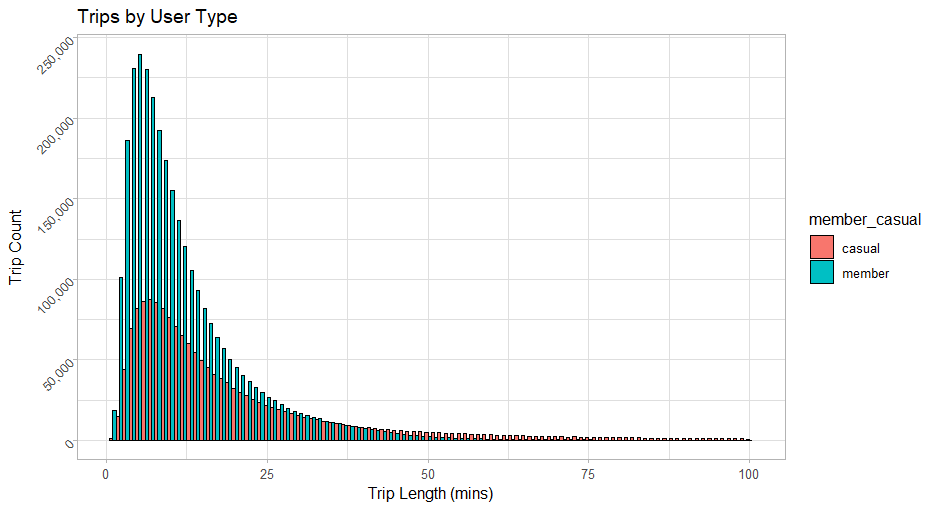 Trips by User Type
Trip Count
250,000
200,000
150,000
100,000
50,000
0
0 25 50 75 100
Trip Length (mins)
member_casual
casual
member